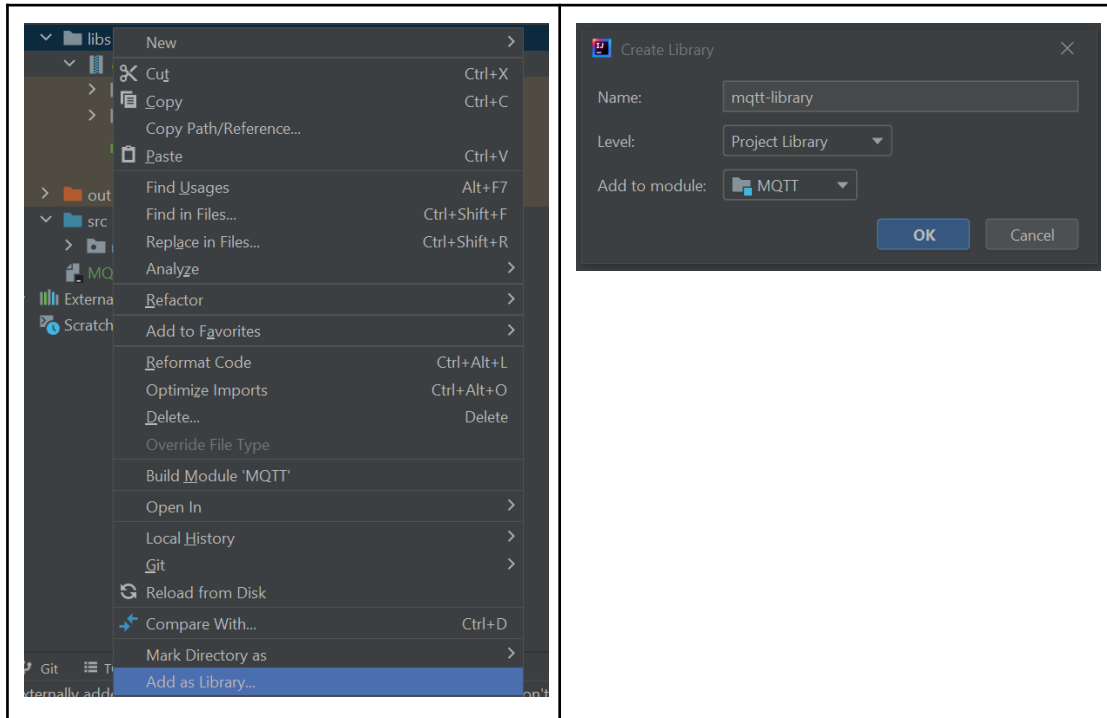 libs
out
src
MQ
Externa
Scratch
Git
New
Cut Ctrl+X
Copy Ctrl+C
Copy Path/Reference...
Paste Ctrl+V
Find Usages Alt+F7
Find in Files... Ctrl+Shift+F
Replace in Files... Ctrl+Shift+R
Analyze
Refactor
Add to Favorites
Reformat Code Ctrl+Alt+L
Optimize Imports Ctrl+Alt+O
Delete... Delete
Override File Type
Build Module 'MQTT'
Open In
Local History
Git
Reload from Disk
Compare With... Ctrl+D
Mark Directory as
Add as Library...
Create Library
Name: mqtt-library
Level: Project Library
Add to module: MQTT
OK Cancel